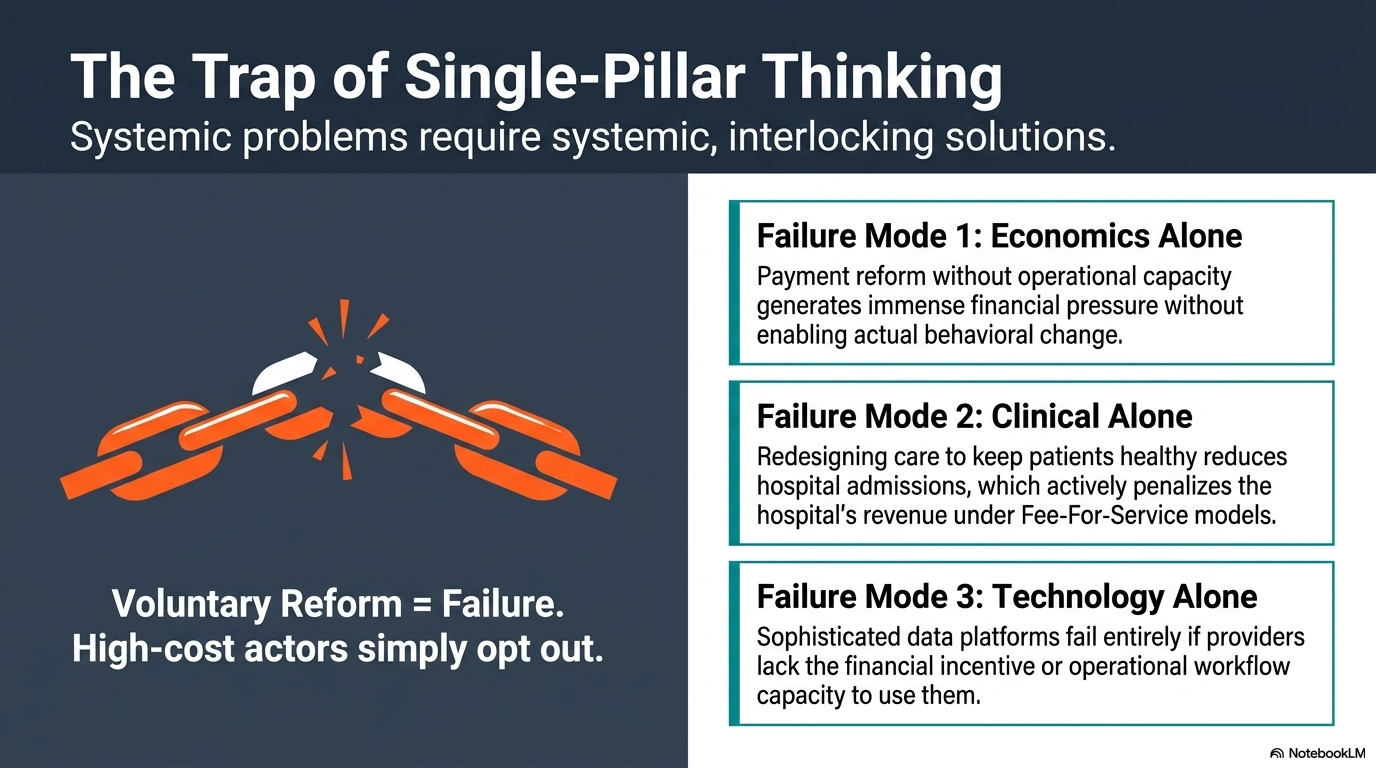 The Trap of Single-Pillar Thinking
Systemic problems require systemic, interlocking solutions.
Voluntary Reform = Failure.
High-cost actors simply opt out.
Failure Mode 1: Economics Alone
Payment reform without operational capacity
generates immense financial pressure without
enabling actual behavioral change.
Failure Mode 2: Clinical Alone
Redesigning care to keep patients healthy reduces
hospital admissions, which actively penalizes the
hospital's revenue under Fee-For-Service models.
Failure Mode 3: Technology Alone
Sophisticated data platforms fail entirely if providers
lack the financial incentive or operational workflow
capacity to use them.
NotebookLM